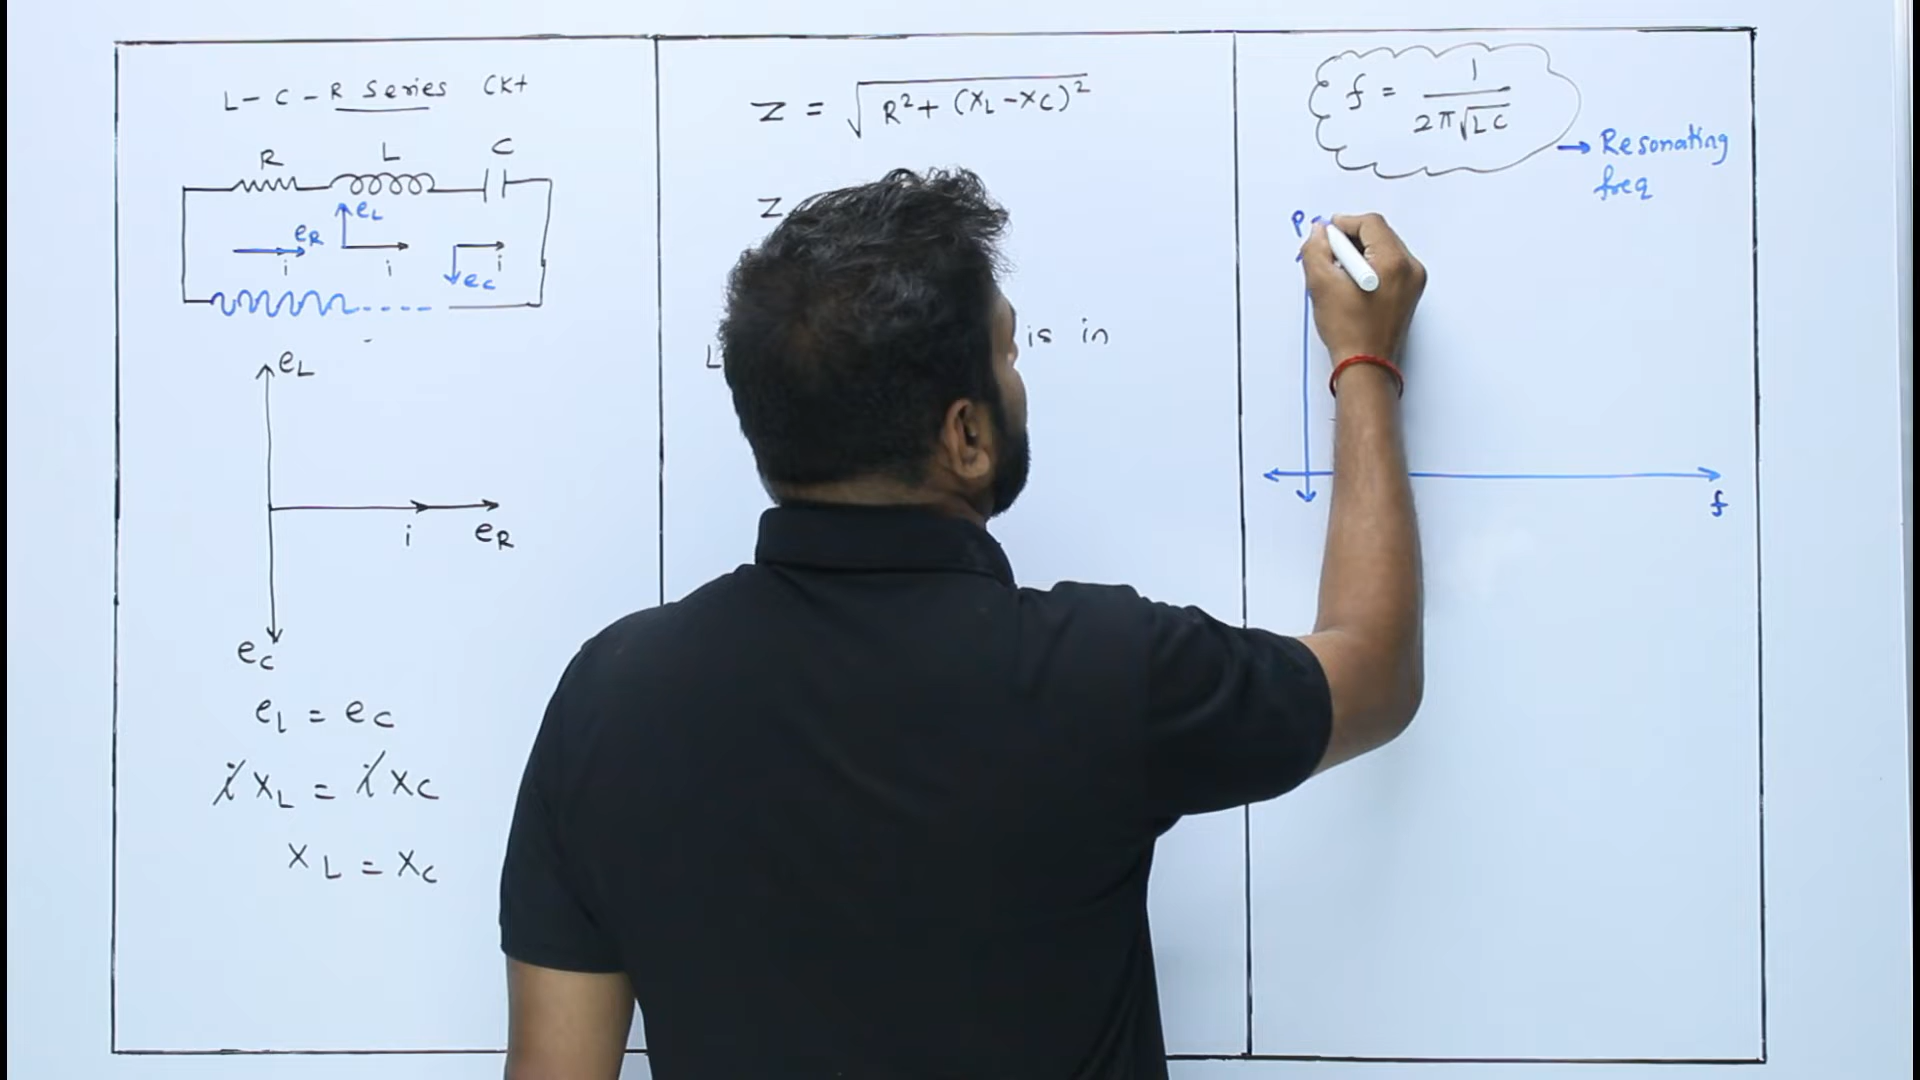 L - C - R Series CKt
R L C
eL
eR
i i i
eC
eL
i eR
eC
eL = eC
i XL = i XC
XL = XC
Z = √R² + (XL - XC)²
Z
L
is in
f = 1 / 2π√LC
→ Resonating
freq
P
f